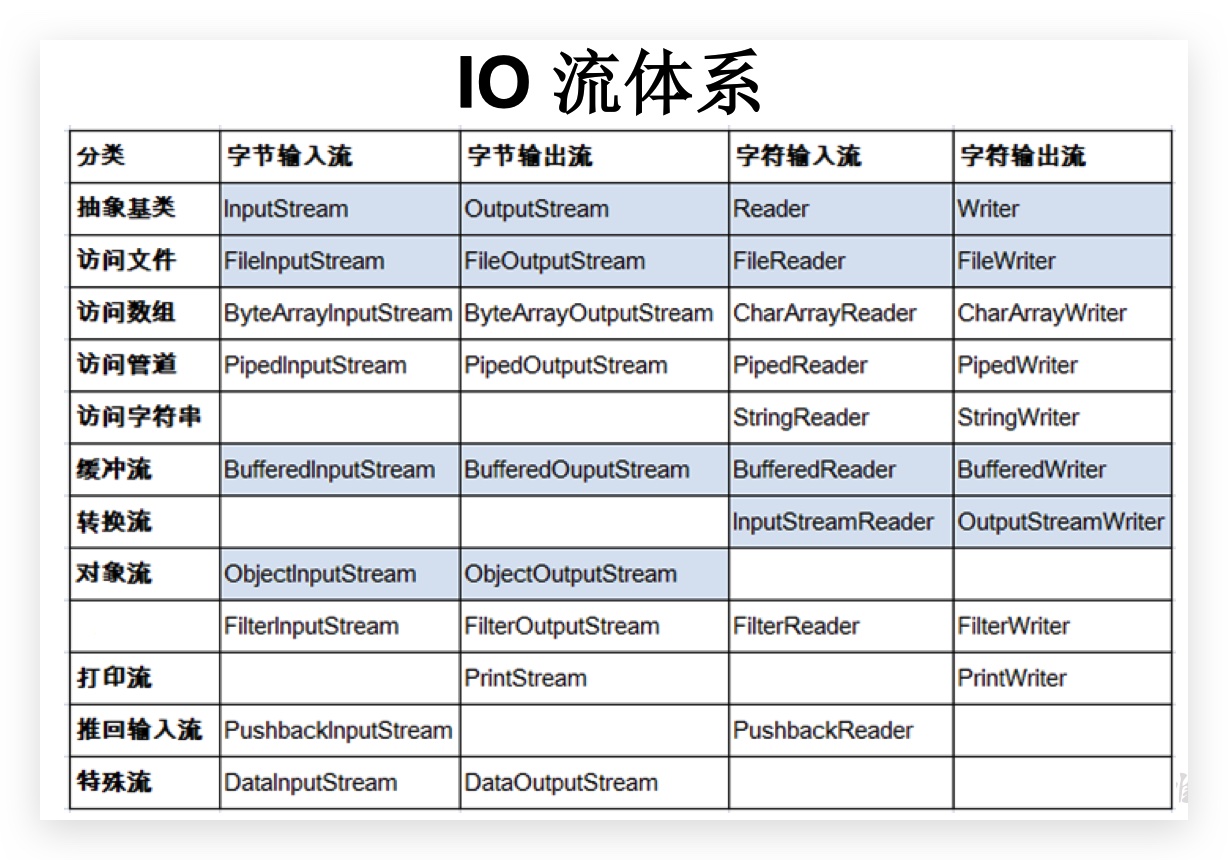 IO 流体系
分类 字节输入流 字节输出流 字符输入流 字符输出流
抽象基类 InputStream OutputStream Reader Writer
访问文件 FileInputStream FileOutputStream FileReader FileWriter
访问数组 ByteArrayInputStream ByteArrayOutputStream CharArrayReader CharArrayWriter
访问管道 PipedInputStream PipedOutputStream PipedReader PipedWriter
访问字符串 StringReader StringWriter
缓冲流 BufferedInputStream BufferedOuputStream BufferedReader BufferedWriter
转换流 InputStreamReader OutputStreamWriter
对象流 ObjectInputStream ObjectOutputStream
FilterInputStream FilterOutputStream FilterReader FilterWriter
打印流 PrintStream PrintWriter
推回输入流 PushbackInputStream PushbackReader
特殊流 DataInputStream DataOutputStream